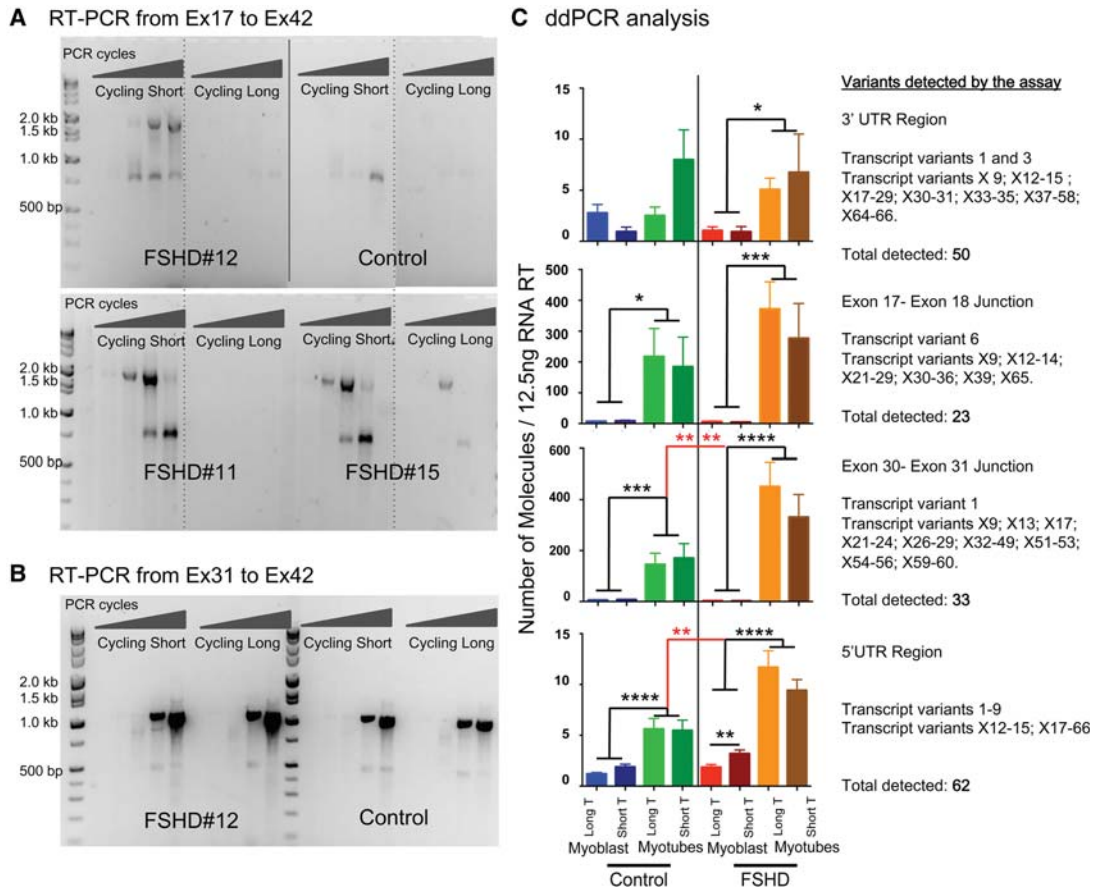 A RT-PCR from Ex17 to Ex42
PCR cycles
Cycling Short
Cycling Long
Cycling Short
Cycling Long
2.0 kb
1.5 kb
1.0 kb
500 bp
FSHD#12
Control
Cycling Short
Cycling Long
Cycling Short
Cycling Long
2.0 kb
1.5 kb
1.0 kb
500 bp
FSHD#11
FSHD#15
B RT-PCR from Ex31 to Ex42
PCR cycles
Cycling Short
Cycling Long
Cycling Short
Cycling Long
2.0 kb
1.5 kb
1.0 kb
500 bp
FSHD#12
Control
C ddPCR analysis
Number of Molecules / 12.5ng RNA RT
15
10
5
0
*
500
400
300
200
100
0
*
***
600
400
200
0
***
** **
****
15
10
5
0
****
**
**
****
Long T
Short T
Long T
Short T
Long T
Short T
Long T
Short T
Myoblast
Myotubes
Myoblast
Myotubes
Control
FSHD
Variants detected by the assay
3' UTR Region
Transcript variants 1 and 3
Transcript variants X 9; X12-15 ;
X17-29; X30-31; X33-35; X37-58;
X64-66.
Total detected: 50
Exon 17- Exon 18 Junction
Transcript variant 6
Transcript variants X9; X12-14;
X21-29; X30-36; X39; X65.
Total detected: 23
Exon 30- Exon 31 Junction
Transcript variant 1
Transcript variants X9; X13; X17;
X21-24; X26-29; X32-49; X51-53;
X54-56; X59-60.
Total detected: 33
5'UTR Region
Transcript variants 1-9
Transcript variants X12-15; X17-66
Total detected: 62